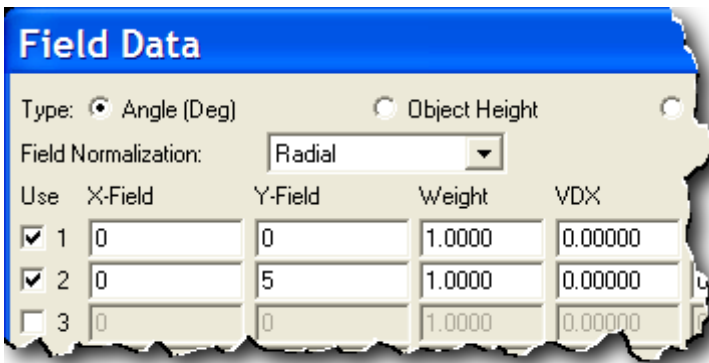 Field Data
Type: Angle (Deg) Object Height
Field Normalization: Radial
Use X-Field Y-Field Weight VDX
1 0 0 1.0000 0.00000
2 0 5 1.0000 0.00000
3 0 0 1.0000 0.00000